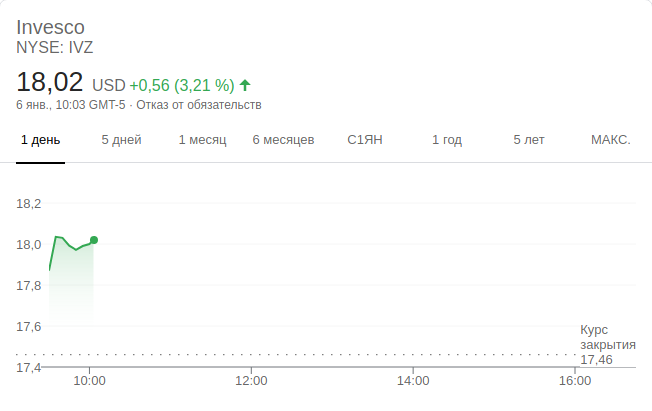 Invesco
NYSE: IVZ
18,02 USD +0,56 (3,21 %)
6 янв., 10:03 GMT-5 · Отказ от обязательств
1 день 5 дней 1 месяц 6 месяцев С1ЯН 1 год 5 лет МАКС.
18,2
18,0
17,8
17,6
Курс
закрытия
17,46
17,4
10:00 12:00 14:00 16:00